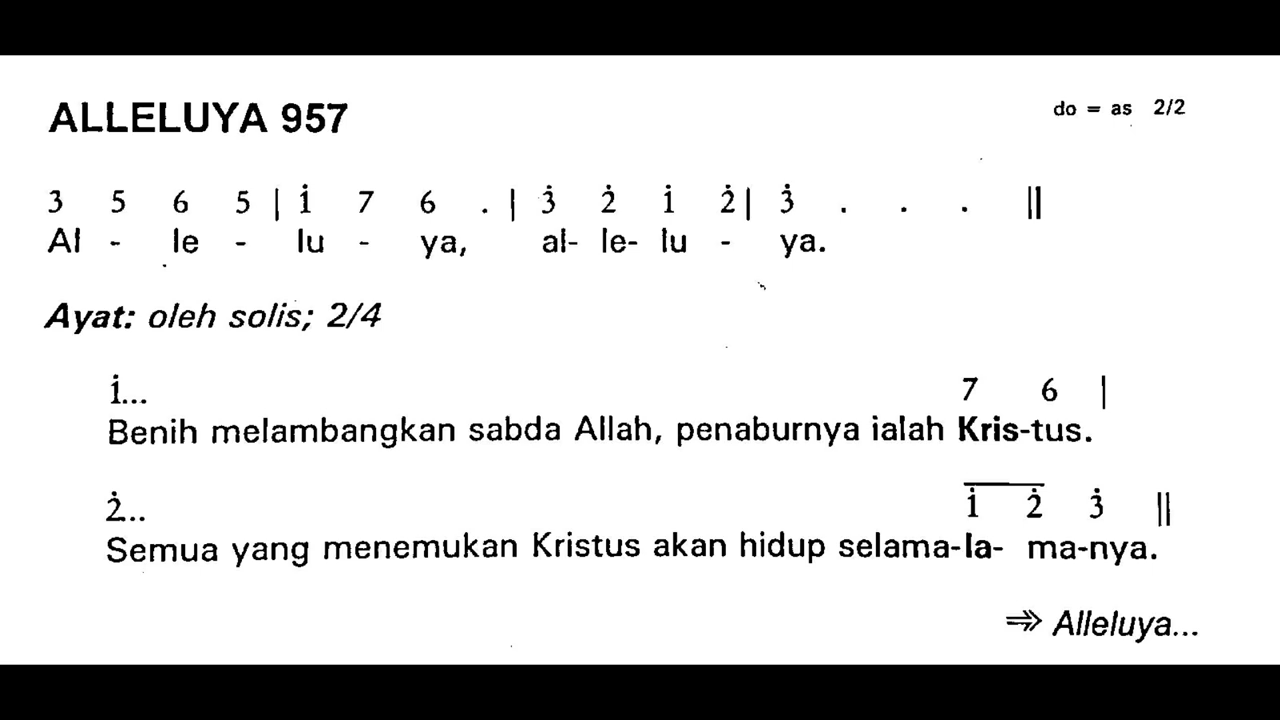 ALLELUYA 957 do = as 2/2
3 5 6 5 | 1̇ 7 6 . | 3̇ 2̇ 1̇ 2̇ | 3̇ . . . ||
Al - le - lu - ya, al- le- lu - ya.
Ayat: oleh solis; 2/4
1̇... 7 6 |
Benih melambangkan sabda Allah, penaburnya ialah Kris-tus.
2̇... 1̇ 2̇ 3̇ ||
Semua yang menemukan Kristus akan hidup selama-la- ma-nya.
⇒ Alleluya...